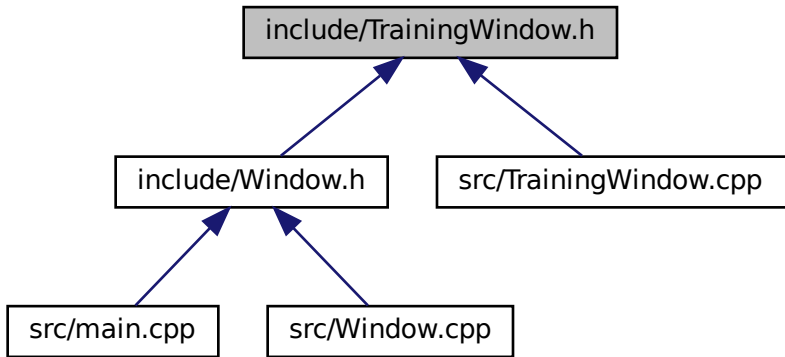 include/TrainingWindow.h
include/Window.h
src/TrainingWindow.cpp
src/main.cpp
src/Window.cpp